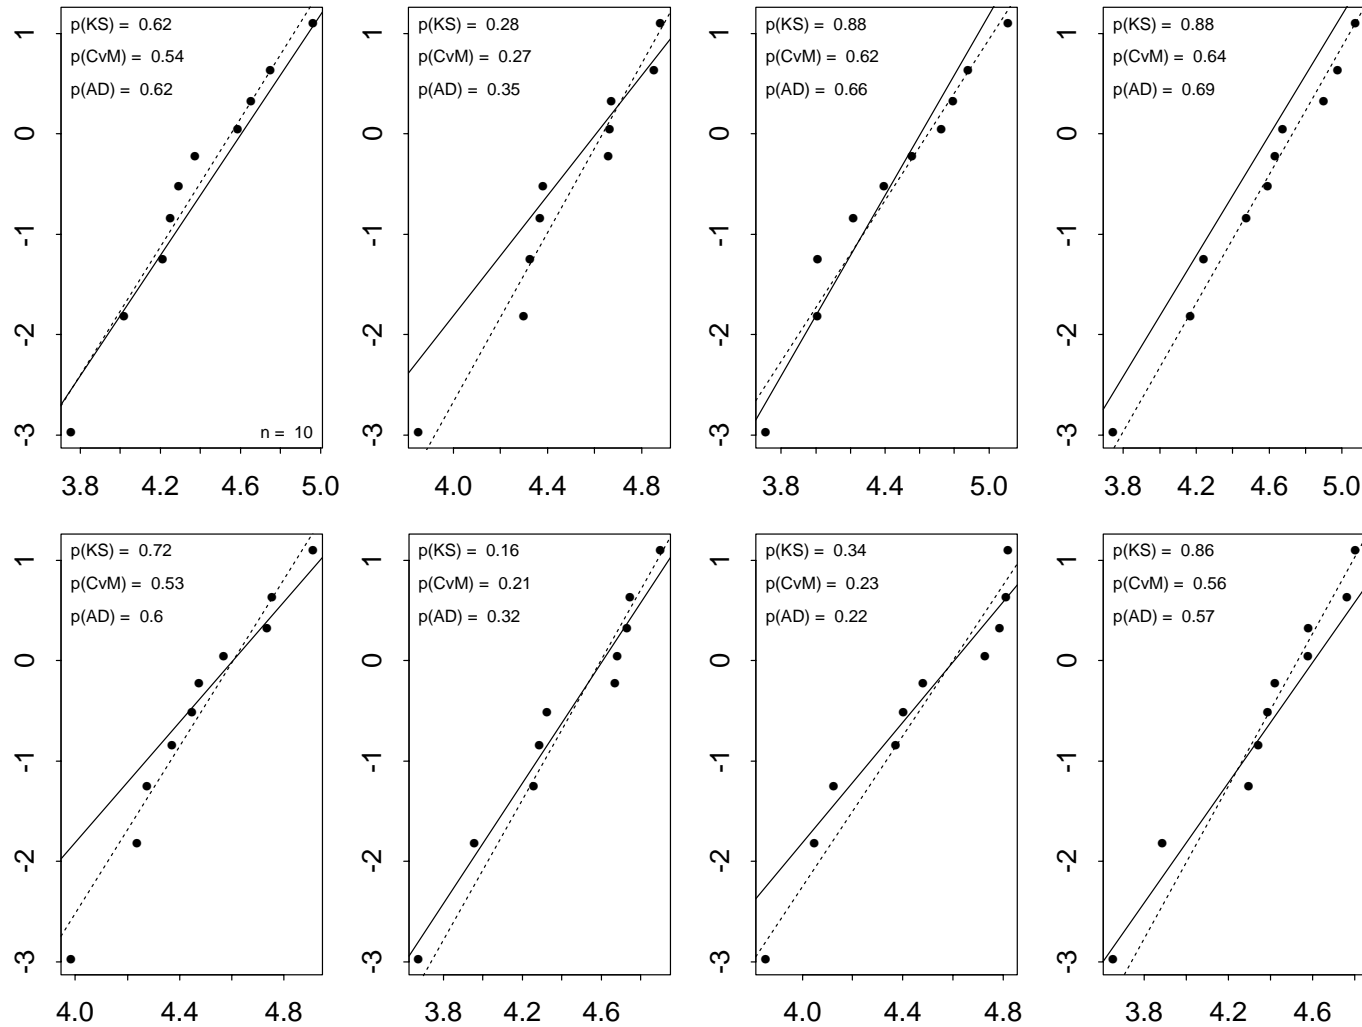 p(KS) = 0.62
p(CvM) = 0.54
p(AD) = 0.62
n = 10
1
0
-1
-2
-3
3.8 4.2 4.6 5.0
p(KS) = 0.28
p(CvM) = 0.27
p(AD) = 0.35
1
0
-1
-2
-3
4.0 4.4 4.8
p(KS) = 0.88
p(CvM) = 0.62
p(AD) = 0.66
1
0
-1
-2
-3
3.8 4.4 5.0
p(KS) = 0.88
p(CvM) = 0.64
p(AD) = 0.69
1
0
-1
-2
-3
3.8 4.2 4.6 5.0
p(KS) = 0.72
p(CvM) = 0.53
p(AD) = 0.6
1
0
-1
-2
-3
4.0 4.4 4.8
p(KS) = 0.16
p(CvM) = 0.21
p(AD) = 0.32
1
0
-1
-2
-3
3.8 4.2 4.6
p(KS) = 0.34
p(CvM) = 0.23
p(AD) = 0.22
1
0
-1
-2
-3
4.0 4.4 4.8
p(KS) = 0.86
p(CvM) = 0.56
p(AD) = 0.57
1
0
-1
-2
-3
3.8 4.2 4.6